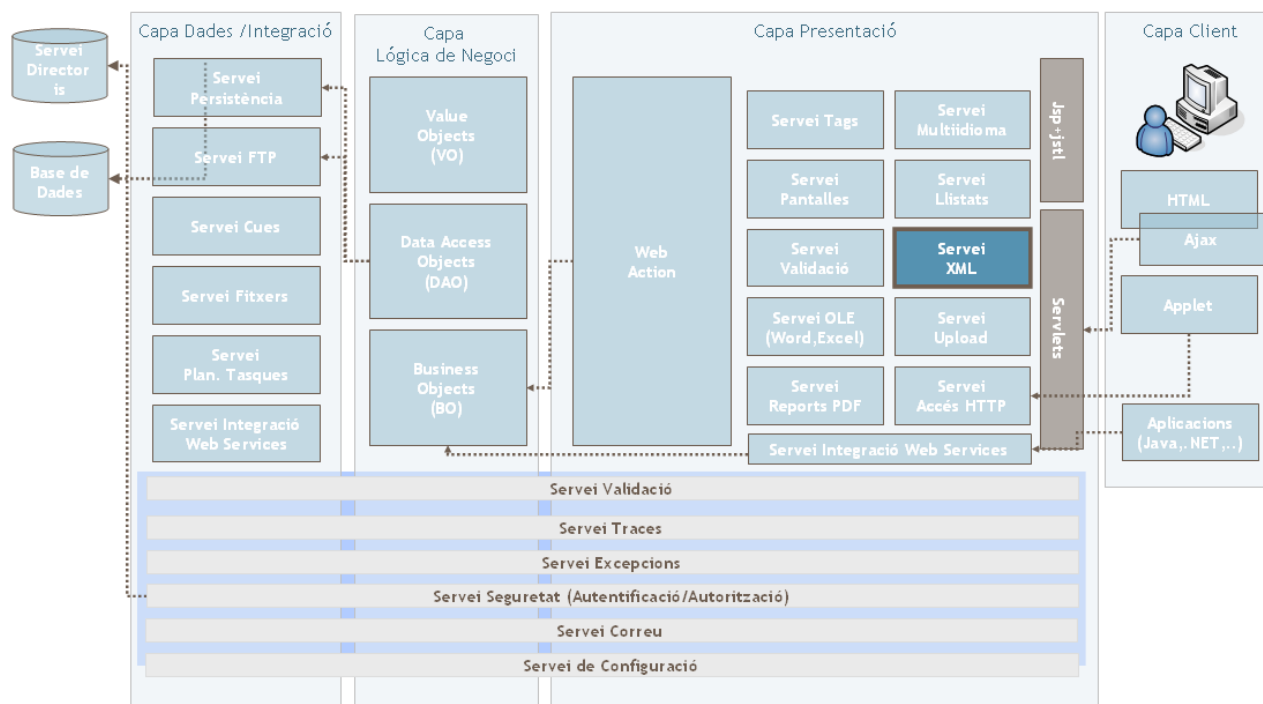 Capa Dades /Integració
Capa
Lógica de Negoci
Capa Presentació
Capa Client
Servei
Director
is
Base de
Dades
Servei
Persistència
Servei FTP
Servei Cues
Servei Fitxers
Servei
Plan. Tasques
Servei Integració
Web Services
Value
Objects
(VO)
Data Access
Objects
(DAO)
Business
Objects
(BO)
Web
Action
Servei Tags
Servei
Multiidioma
Servei
Pantalles
Servei
Llistats
Servei
Validació
Servei
XML
Servei OLE
(Word,Excel)
Servei
Upload
Servei
Reports PDF
Servei
Accés HTTP
Servei Integració Web Services
Jsp+jstl
Servlets
HTML
Ajax
Applet
Aplicacions
(Java,.NET,..)
Servei Validació
Servei Traces
Servei Excepcions
Servei Seguretat (Autentificació/Autorització)
Servei Correu
Servei de Configuració